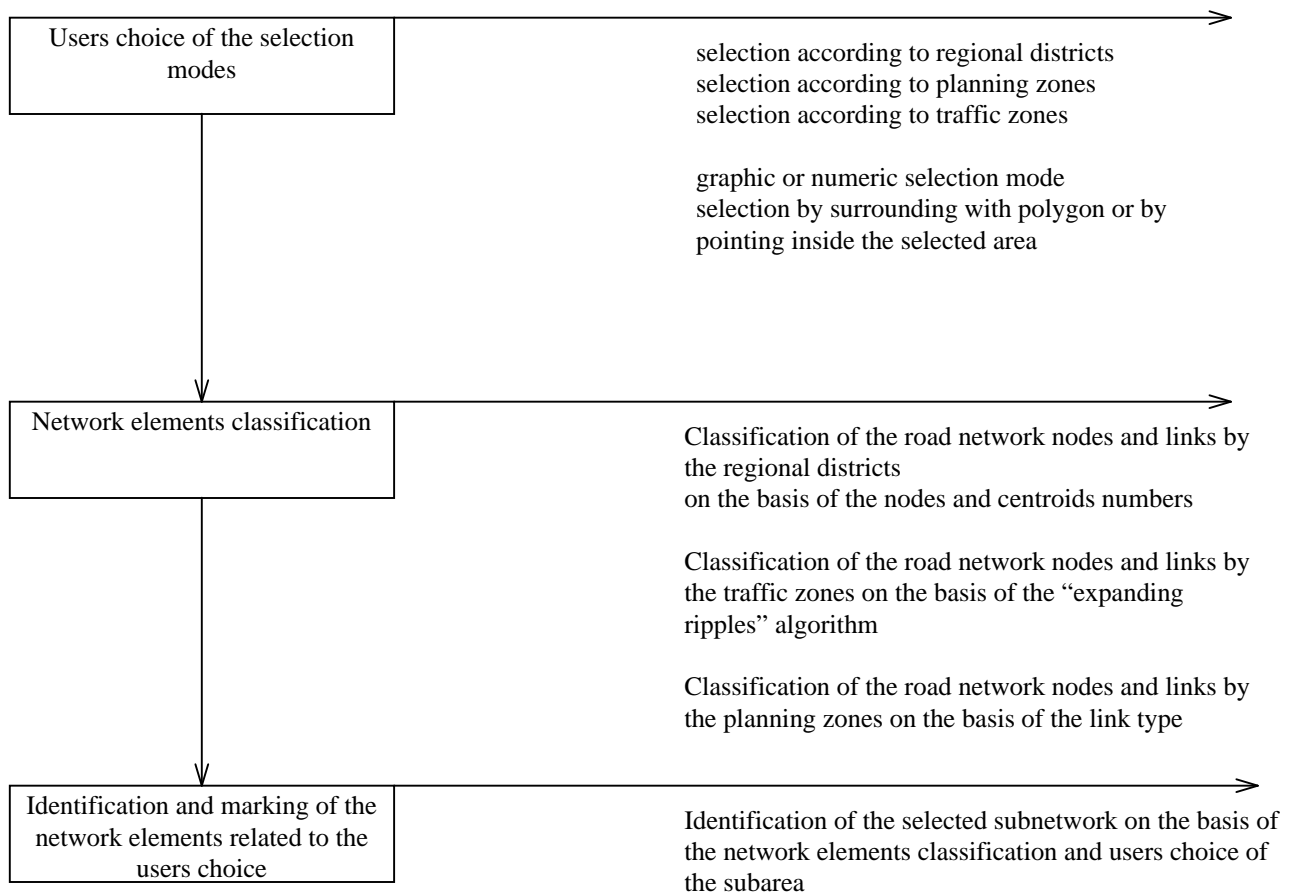 Users choice of the selection
modes
selection according to regional districts
selection according to planning zones
selection according to traffic zones
graphic or numeric selection mode
selection by surrounding with polygon or by
pointing inside the selected area
Network elements classification
Classification of the road network nodes and links by
the regional districts
on the basis of the nodes and centroids numbers
Classification of the road network nodes and links by
the traffic zones on the basis of the “expanding
ripples” algorithm
Classification of the road network nodes and links by
the planning zones on the basis of the link type
Identification and marking of the
network elements related to the
users choice
Identification of the selected subnetwork on the basis of
the network elements classification and users choice of
the subarea